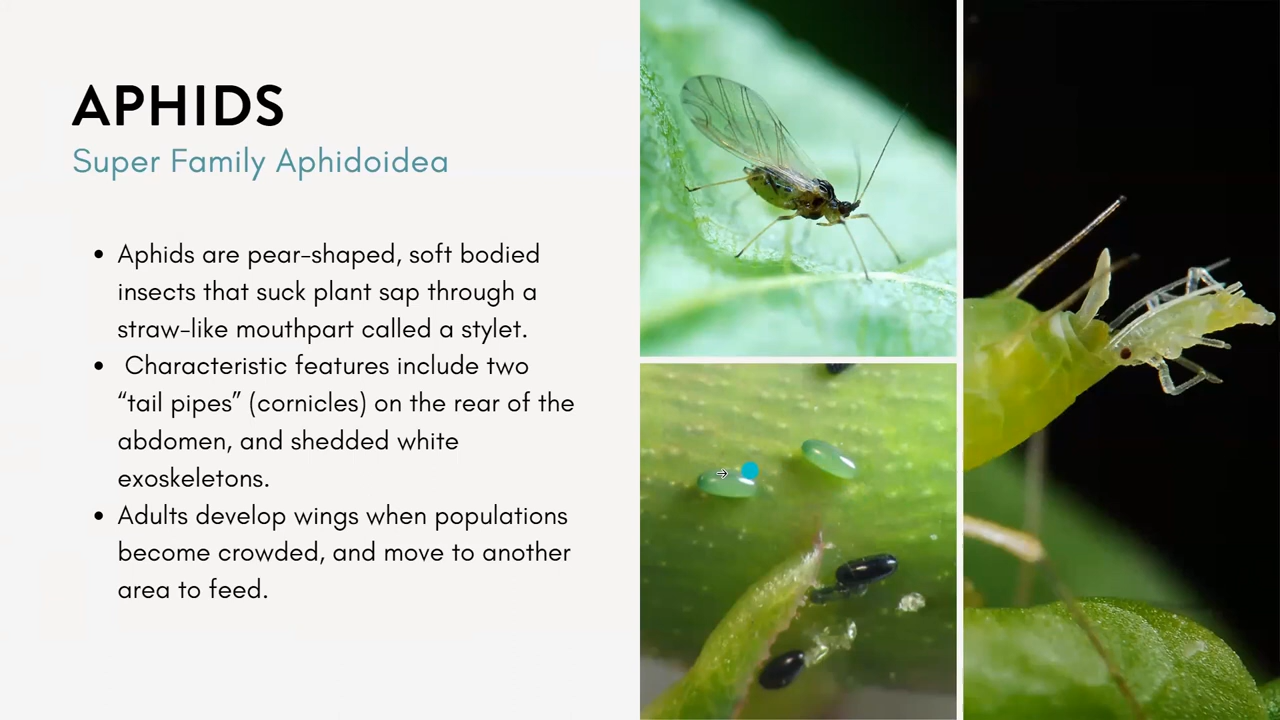 APHIDS
Super Family Aphidoidea
• Aphids are pear-shaped, soft bodied
insects that suck plant sap through a
straw-like mouthpart called a stylet.
• Characteristic features include two
“tail pipes” (cornicles) on the rear of the
abdomen, and shedded white
exoskeletons.
• Adults develop wings when populations
become crowded, and move to another
area to feed.